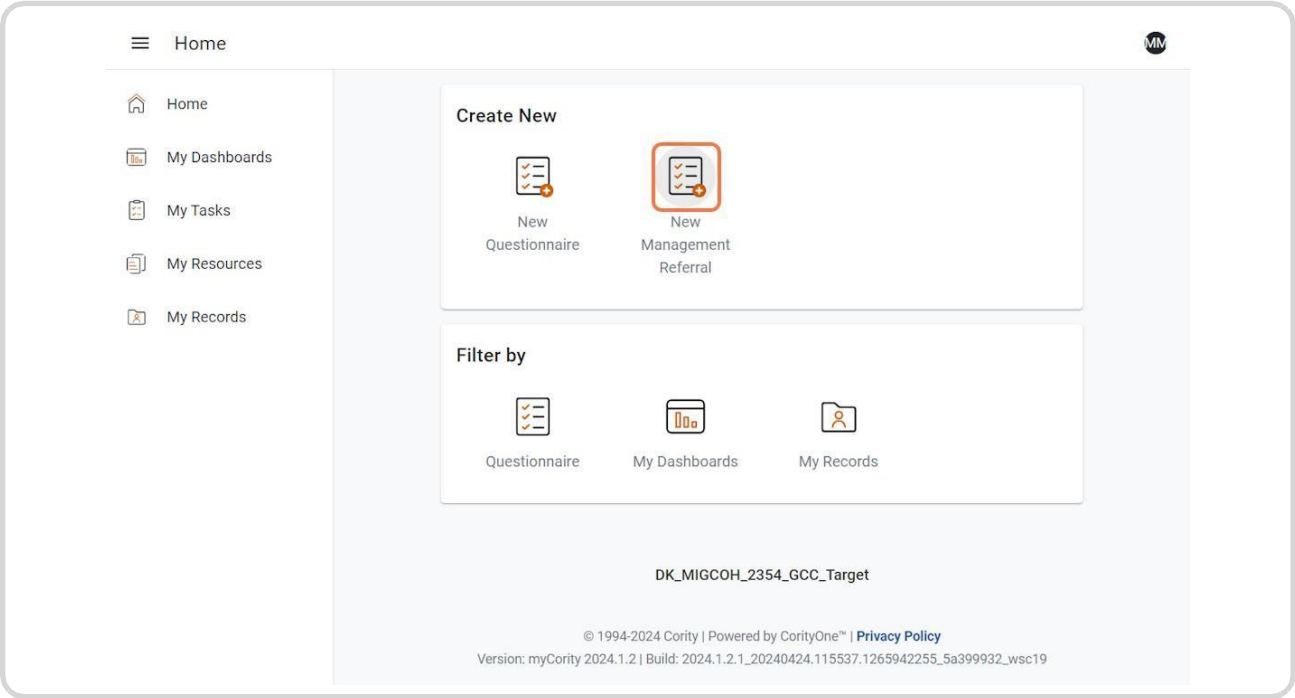 Home
MM
Home
My Dashboards
My Tasks
My Resources
My Records
Create New
New
Questionnaire
New
Management
Referral
Filter by
Questionnaire
My Dashboards
My Records
DK_MIGCOH_2354_GCC_Target
© 1994-2024 Cority | Powered by CorityOne™ | Privacy Policy
Version: myCority 2024.1.2 | Build: 2024.1.2.1_20240424.115537.1265942255_5a399932_wsc19